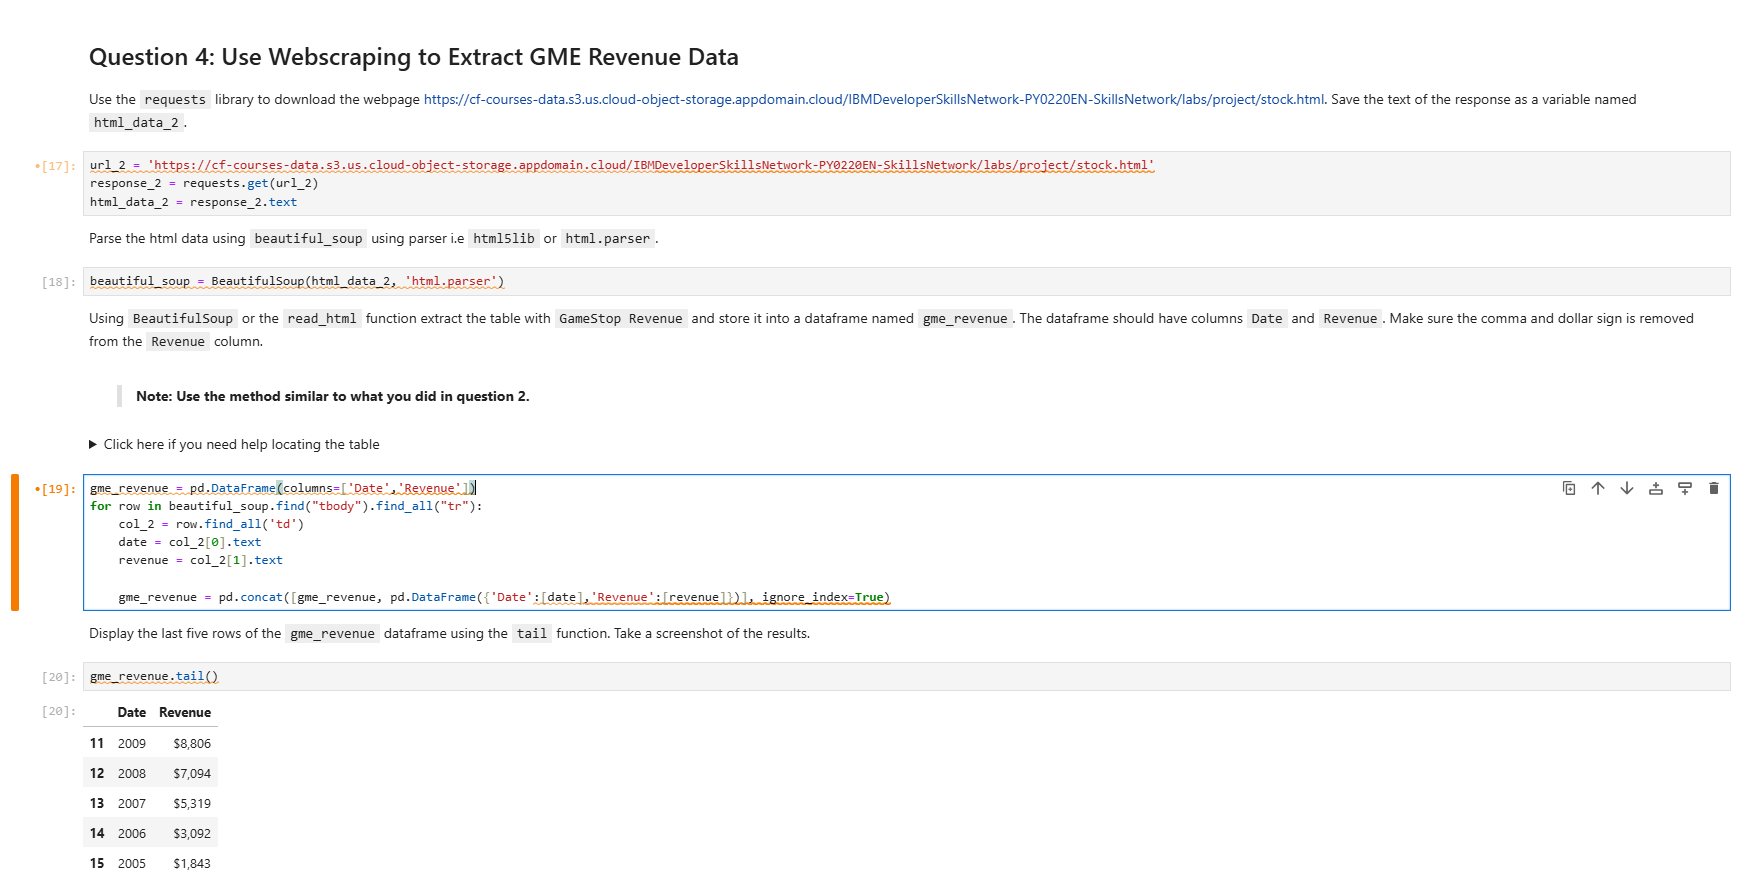 Question 4: Use Webscraping to Extract GME Revenue Data
Use the requests library to download the webpage https://cf-courses-data.s3.us.cloud-object-storage.appdomain.cloud/IBMDeveloperSkillsNetwork-PY0220EN-SkillsNetwork/labs/project/stock.html. Save the text of the response as a variable named
html_data_2.
•[17]: url_2 = 'https://cf-courses-data.s3.us.cloud-object-storage.appdomain.cloud/IBMDeveloperSkillsNetwork-PY0220EN-SkillsNetwork/labs/project/stock.html'
response_2 = requests.get(url_2)
html_data_2 = response_2.text
Parse the html data using beautiful_soup using parser i.e html5lib or html.parser.
[18]: beautiful_soup = BeautifulSoup(html_data_2, 'html.parser')
Using BeautifulSoup or the read_html function extract the table with GameStop Revenue and store it into a dataframe named gme_revenue. The dataframe should have columns Date and Revenue. Make sure the comma and dollar sign is removed
from the Revenue column.
Note: Use the method similar to what you did in question 2.
▶ Click here if you need help locating the table
•[19]: gme_revenue = pd.DataFrame(columns=['Date','Revenue'])
for row in beautiful_soup.find("tbody").find_all("tr"):
    col_2 = row.find_all('td')
    date = col_2[0].text
    revenue = col_2[1].text
    gme_revenue = pd.concat([gme_revenue, pd.DataFrame({'Date':[date],'Revenue':[revenue]})], ignore_index=True)
Display the last five rows of the gme_revenue dataframe using the tail function. Take a screenshot of the results.
[20]: gme_revenue.tail()
[20]: Date Revenue
11 2009 $8,806
12 2008 $7,094
13 2007 $5,319
14 2006 $3,092
15 2005 $1,843